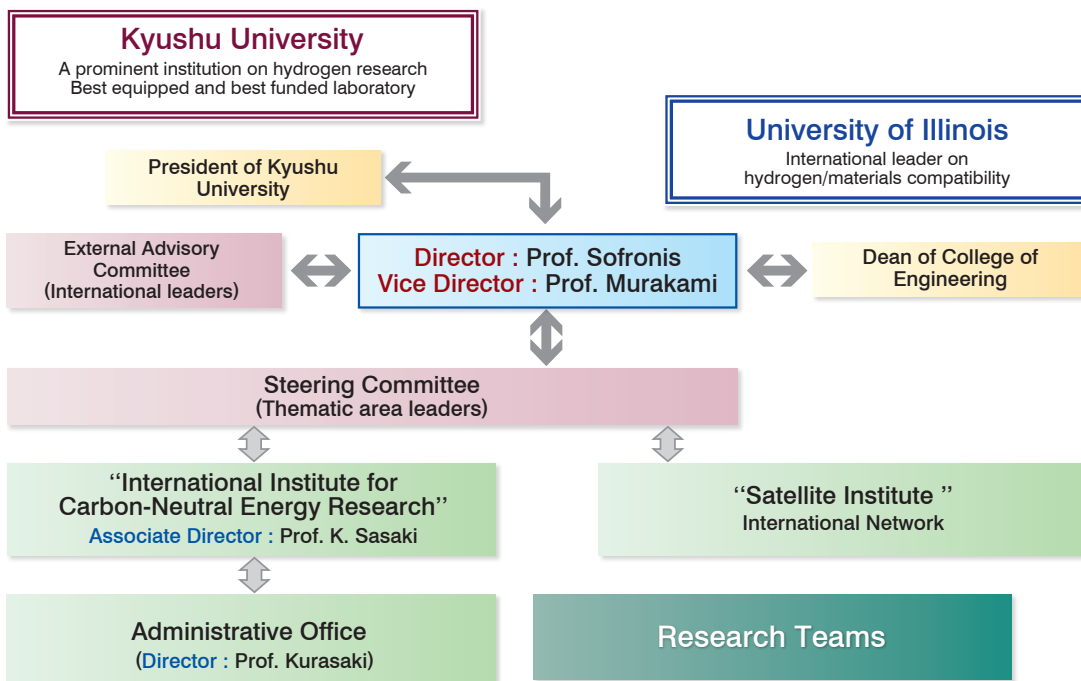 Kyushu University
A prominent institution on hydrogen research
Best equipped and best funded laboratory
University of Illinois
International leader on
hydrogen/materials compatibility
President of Kyushu
University
External Advisory
Committee
(International leaders)
Director : Prof. Sofronis
Vice Director : Prof. Murakami
Dean of College of
Engineering
Steering Committee
(Thematic area leaders)
“International Institute for
Carbon-Neutral Energy Research”
Associate Director : Prof. K. Sasaki
“Satellite Institute ”
International Network
Administrative Office
(Director : Prof. Kurasaki)
Research Teams